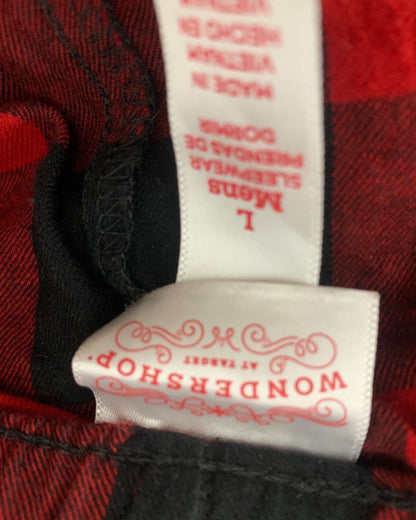 WONDERSHOP®
AT TARGET
L
Mens
SLEEPWEAR
PRENDAS DE
DORMIR
MADE IN
VIETNAM
HECHO EN
VIETNAM